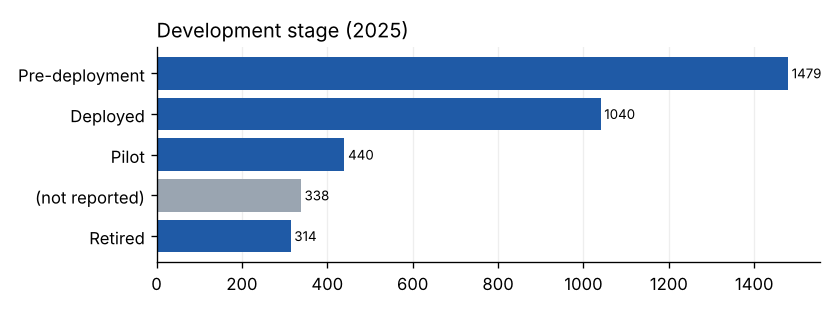 Development stage (2025)
Pre-deployment 1479
Deployed 1040
Pilot 440
(not reported) 338
Retired 314
0 200 400 600 800 1000 1200 1400